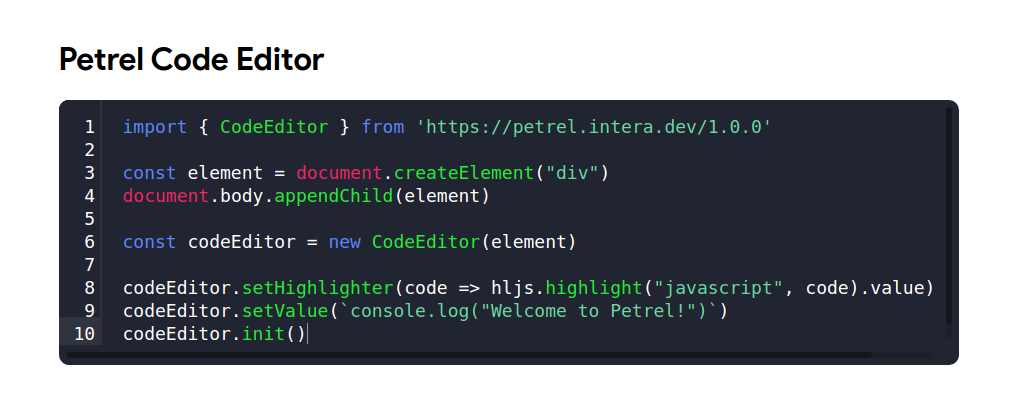 Petrel Code Editor
1 import { CodeEditor } from 'https://petrel.intera.dev/1.0.0'
2
3 const element = document.createElement("div")
4 document.body.appendChild(element)
5
6 const codeEditor = new CodeEditor(element)
7
8 codeEditor.setHighlighter(code => hljs.highlight("javascript", code).value)
9 codeEditor.setValue(`console.log("Welcome to Petrel!")`)
10 codeEditor.init()